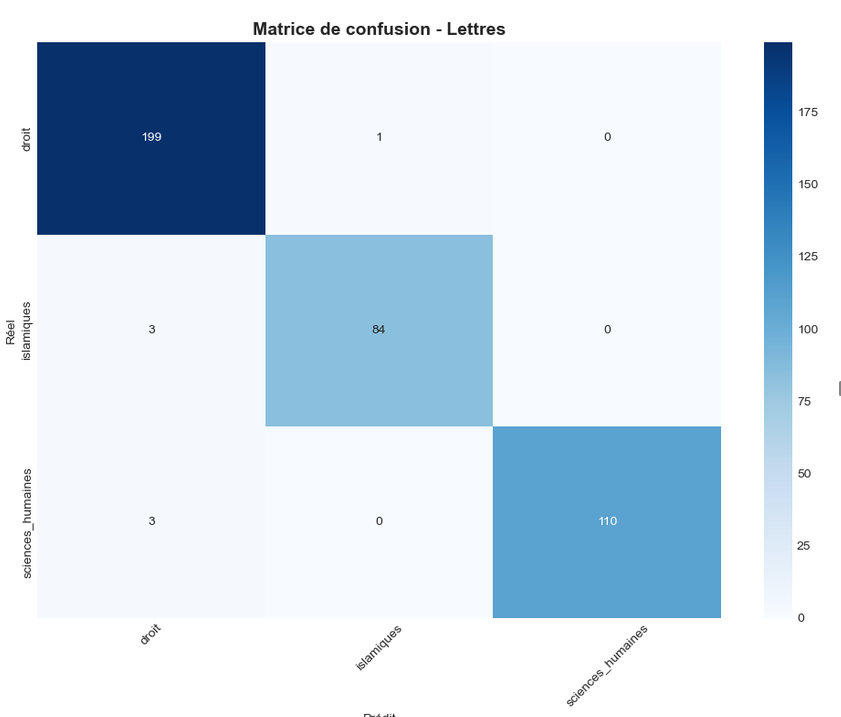 Matrice de confusion - Lettres
droit
199
1
0
Réel
islamiques
3
84
0
sciences_humaines
3
0
110
droit
islamiques
sciences_humaines
Prédit
175
150
125
100
75
50
25
0